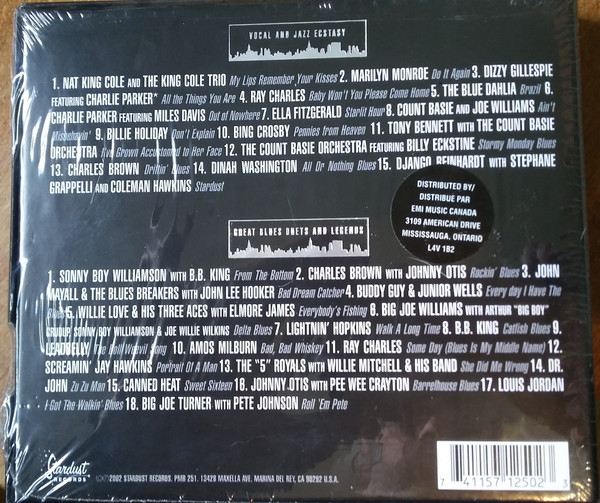 VOCAL AND JAZZ ECSTASY
1. NAT KING COLE AND THE KING COLE TRIO My Lips Remember Your Kisses 2. MARILYN MONROE Do It Again 3. DIZZY GILLESPIE
FEATURING CHARLIE PARKER* All the Things You Are 4. RAY CHARLES Baby Won't You Please Come Home 5. THE BLUE DAHLIA Brazil 6.
CHARLIE PARKER FEATURING MILES DAVIS Out of Nowhere 7. ELLA FITZGERALD Starlit Hour 8. COUNT BASIE AND JOE WILLIAMS Ain't
Misbehavin' 9. BILLIE HOLIDAY Don't Explain 10. BING CROSBY Pennies from Heaven 11. TONY BENNETT WITH THE COUNT BASIE
ORCHESTRA I've Grown Accustomed to Her Face 12. THE COUNT BASIE ORCHESTRA FEATURING BILLY ECKSTINE Stormy Monday Blues
13. CHARLES BROWN Driftin' Blues 14. DINAH WASHINGTON All Or Nothing Blues 15. DJANGO REINHARDT WITH STEPHANE
GRAPPELLI AND COLEMAN HAWKINS Stardust
DISTRIBUTED BY/
DISTRIBUE PAR
EMI MUSIC CANADA
3109 AMERICAN DRIVE
MISSISSAUGA, ONTARIO
L4V 1B2
GREAT BLUES DUETS AND LEGENDS
1. SONNY BOY WILLIAMSON WITH B.B. KING From The Bottom 2. CHARLES BROWN WITH JOHNNY OTIS Rockin' Blues 3. JOHN
MAYALL & THE BLUES BREAKERS WITH JOHN LEE HOOKER Bad Dream Catcher 4. BUDDY GUY & JUNIOR WELLS Every day I Have The
Blues 5. WILLIE LOVE & HIS THREE ACES WITH ELMORE JAMES Everybody's Fishing 6. BIG JOE WILLIAMS WITH ARTHUR "BIG BOY"
GROUP, SONNY BOY WILLIAMS & JOE WILLIE WILKINS Delta Blues 7. LIGHTNIN' HOPKINS Walk A Long Time 8. B.B. KING Catfish Blues 9.
LEADBELLY The Boll Weevil Song 10. AMOS MILBURN Bad, Bad Whiskey 11. RAY CHARLES Some Day (Blues Is My Middle Name) 12.
SCREAMIN' JAY HAWKINS Portrait Of A Man 13. THE "5" ROYALS WITH WILLIE MITCHELL & HIS BAND She Did Me Wrong 14. DR.
JOHN Zu Zu Man 15. CANNED HEAT Sweet Sixteen 16. JOHNNY OTIS WITH PEE WEE CRAYTON Barrelhouse Blues 17. LOUIS JORDAN
I Got The Walkin' Blues 18. BIG JOE TURNER WITH PETE JOHNSON Roll 'Em Pete
Stardust
RECORDS
©2002 STARDUST RECORDS. PMB 251. 13428 MAXELLA AVE. MARINA DEL REY, CA 90292 U.S.A.
7 41157 12502 3